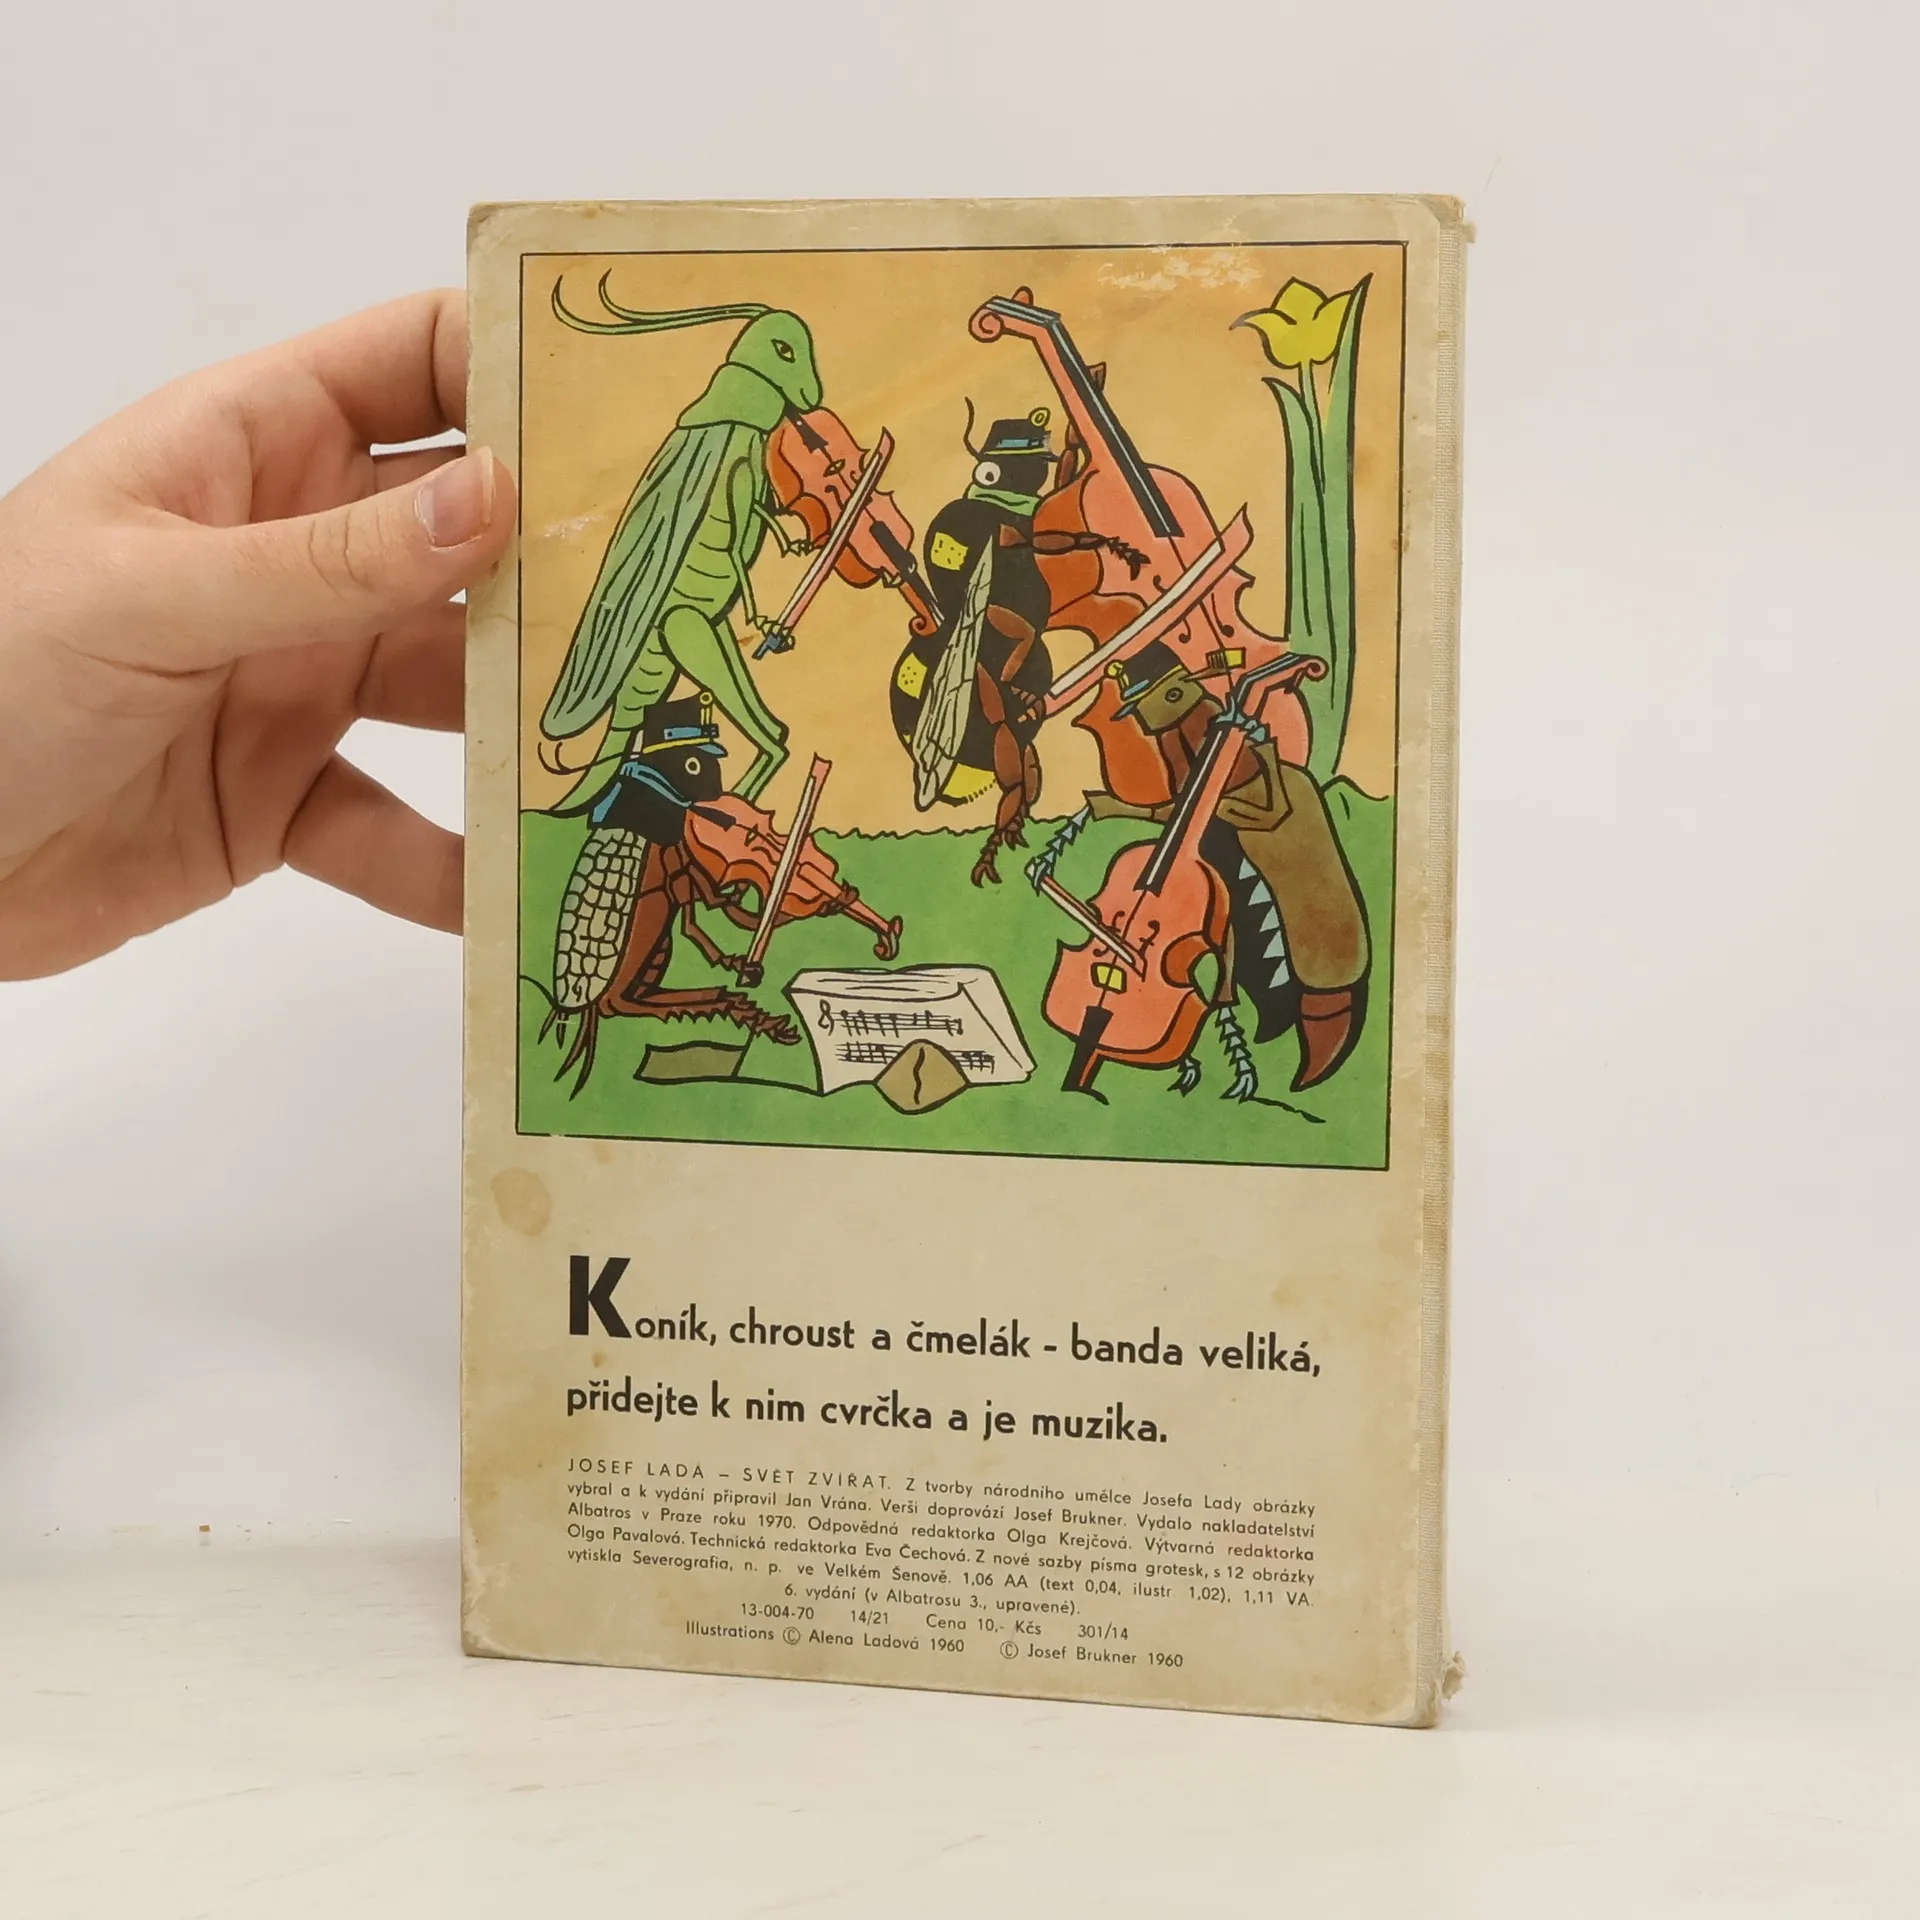 Koník, chroust a čmelák - banda veliká,
přidejte k nim cvrčka a je muzika.
JOSEF LADA – SVĚT ZVÍŘAT. Z tvorby národního umělce Josefa Lady obrázky
vybral a k vydání připravil Jan Vrána. Verši doprovází Josef Brukner. Vydalo nakladatelství
Albatros v Praze roku 1970. Odpovědná redaktorka Olga Krejčová. Výtvarná redaktorka
Olga Pavalová. Technická redaktorka Eva Čechová. Z nové sazby písma grotesk, s 12 obrázky
vytiskla Severografia, n. p. ve Velkém Šenově. 1,06 AA (text 0,04, ilustr. 1,02), 1,11 VA.
6. vydání (v Albatrosu 3., upravené).
13-004-70 14/21 Cena 10,- Kčs 301/14
Illustrations © Alena Ladová 1960 © Josef Brukner 1960